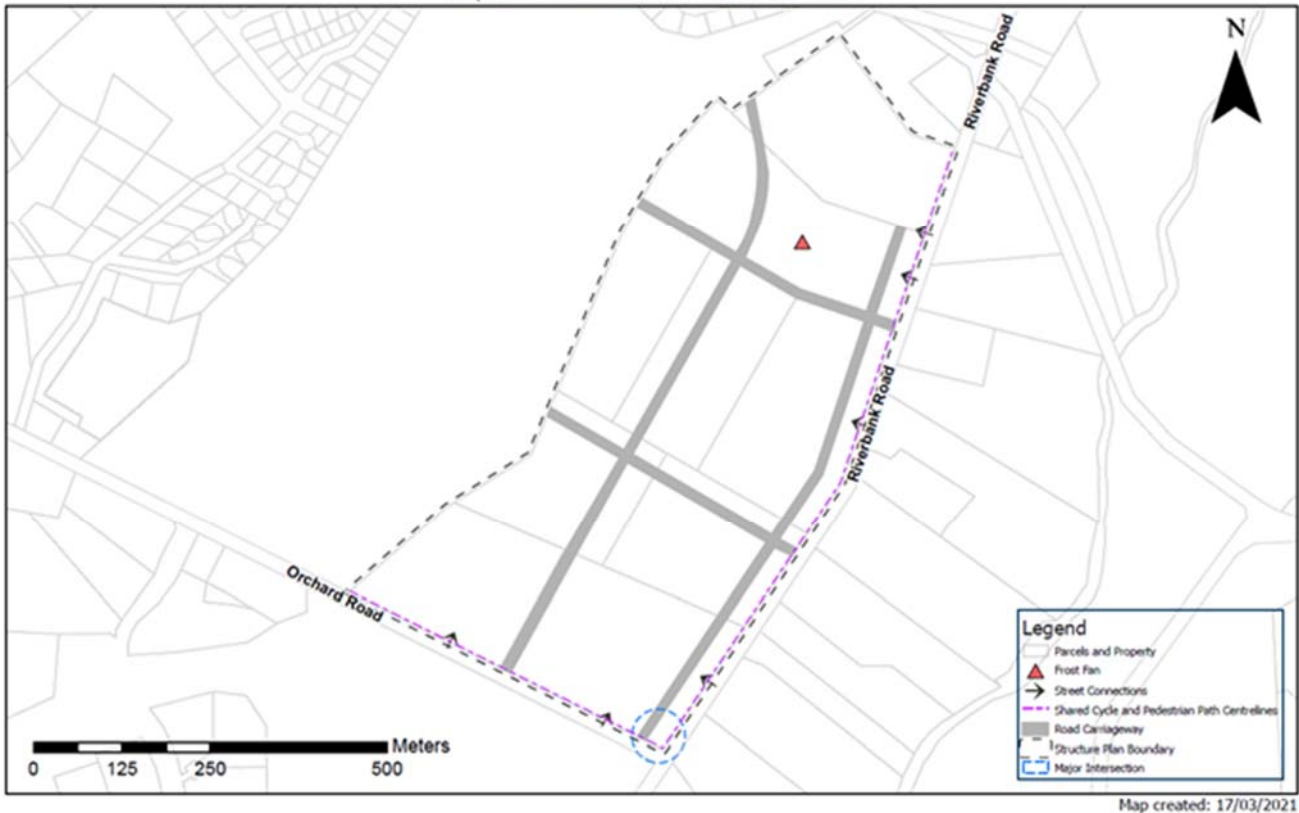 Riverbank Road
N
Riverbank Road
Orchard Road
Meters
0 125 250 500
Legend
Parcels and Property
Frost Fan
Street Connections
Shared Cycle and Pedestrian Path Centrelines
Road Carriageway
Structure Plan Boundary
Major Intersection
Map created: 17/03/2021